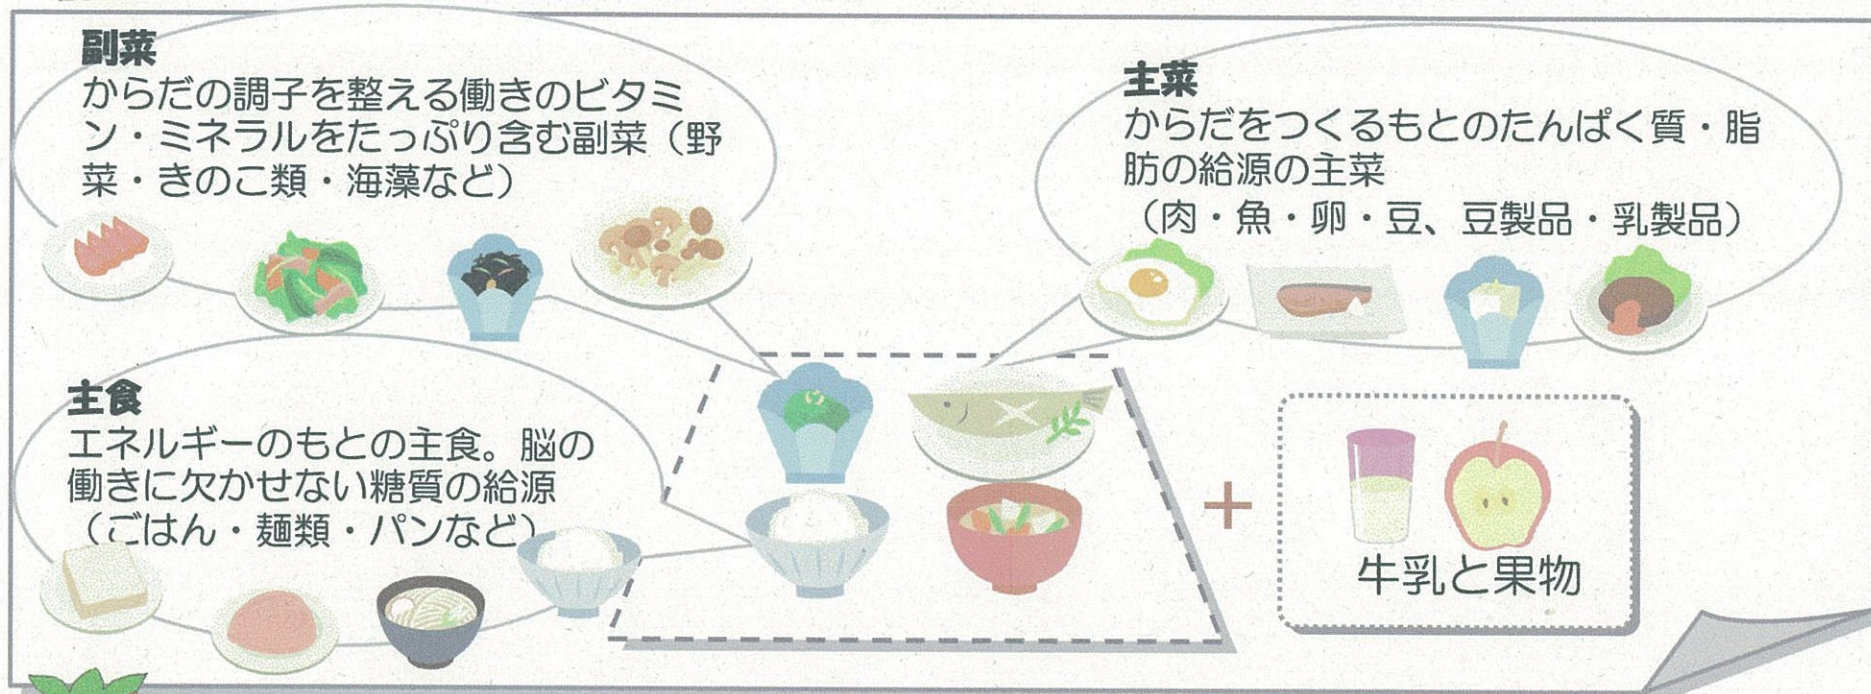 副菜
からだの調子を整える働きのビタミ
ン・ミネラルをたっぷり含む副菜（野
菜・きのこ類・海藻など）
主菜
からだをつくるもとのたんぱく質・脂
肪の給源の主菜
（肉・魚・卵・豆、豆製品・乳製品）
主食
エネルギーのもとの主食。脳の
働きに欠かせない糖質の給源
（ごはん・麺類・パンなど）
+
牛乳と果物